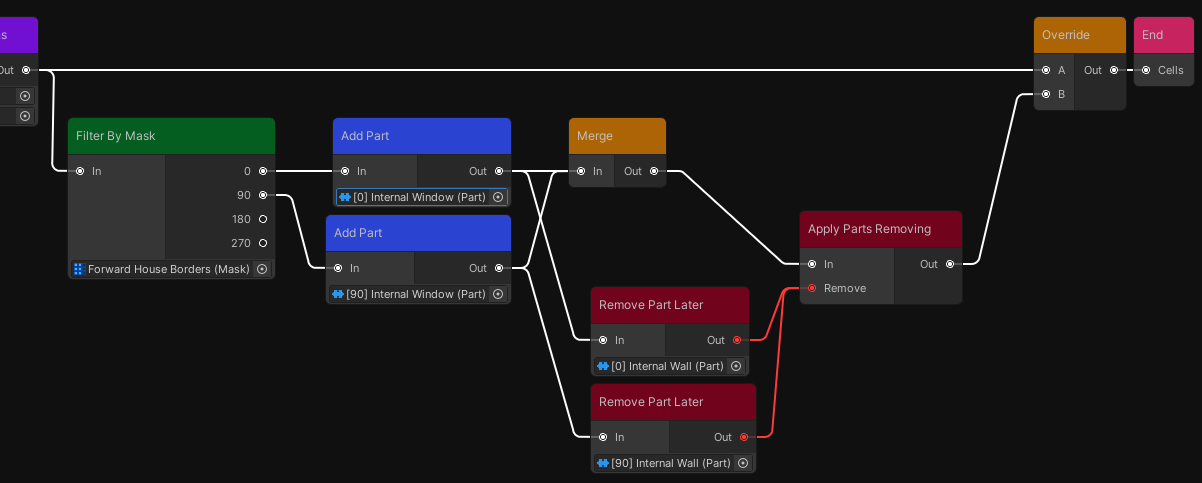 s
Out
Override
End
A
Out
Cells
B
Filter By Mask
In
0
90
180
270
Forward House Borders (Mask)
Add Part
In
Out
[0] Internal Window (Part)
Add Part
In
Out
[90] Internal Window (Part)
Merge
In
Out
Apply Parts Removing
In
Out
Remove
Remove Part Later
In
Out
[0] Internal Wall (Part)
Remove Part Later
In
Out
[90] Internal Wall (Part)